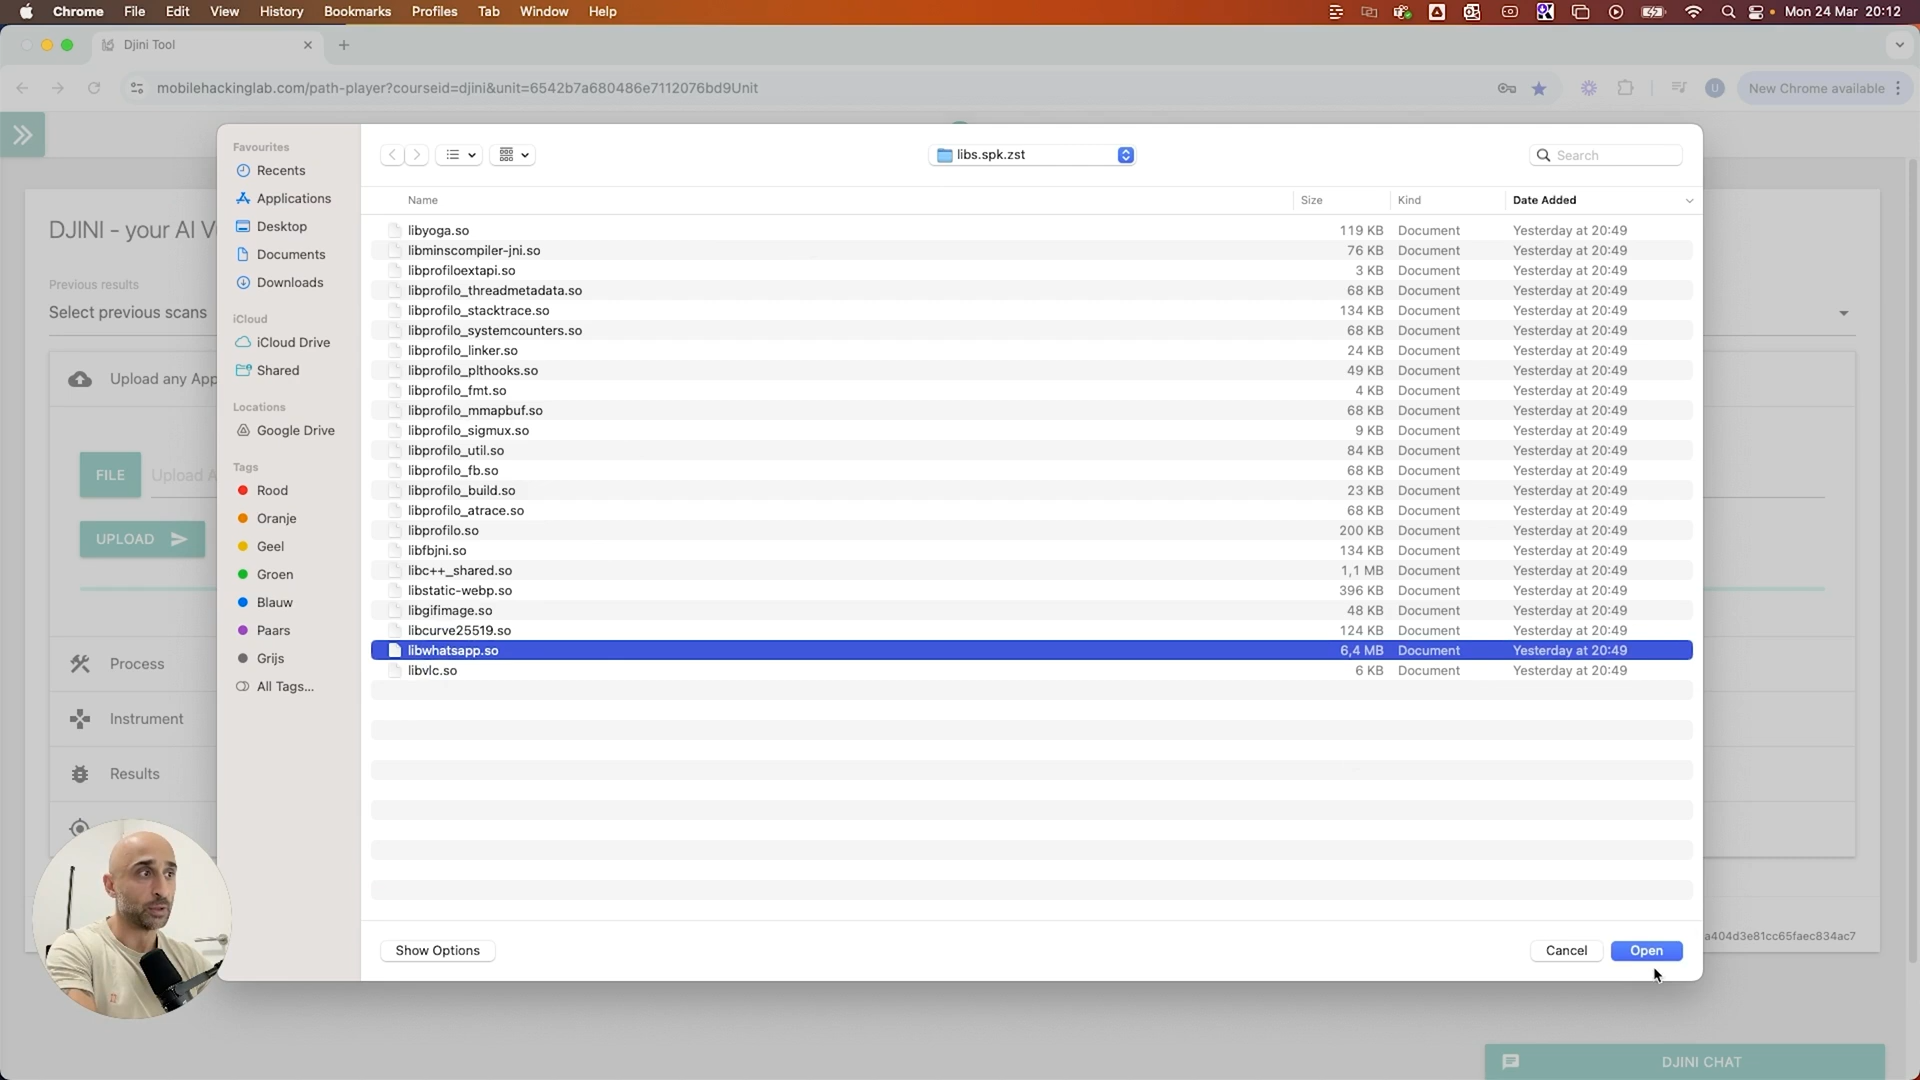 Chrome File Edit View History Bookmarks Profiles Tab Window Help Mon 24 Mar 20:12
Djini Tool
mobilehackinglab.com/path-player?courseid=djini&unit=6542b7a680486e7112076bd9Unit
U New Chrome available
DJINI - your AI V
Previous results
Select previous scans
Upload any App
FILE Upload A
UPLOAD
Process
Instrument
Results
Favourites
Recents
Applications
Desktop
Documents
Downloads
iCloud
iCloud Drive
Shared
Locations
Google Drive
Tags
Rood
Oranje
Geel
Groen
Blauw
Paars
Grijs
All Tags...
libs.spk.zst
Search
Name Size Kind Date Added
libyoga.so 119 KB Document Yesterday at 20:49
libminscompiler-jni.so 76 KB Document Yesterday at 20:49
libprofiloextapi.so 3 KB Document Yesterday at 20:49
libprofilo_threadmetadata.so 68 KB Document Yesterday at 20:49
libprofilo_stacktrace.so 134 KB Document Yesterday at 20:49
libprofilo_systemcounters.so 68 KB Document Yesterday at 20:49
libprofilo_linker.so 24 KB Document Yesterday at 20:49
libprofilo_plthooks.so 49 KB Document Yesterday at 20:49
libprofilo_fmt.so 4 KB Document Yesterday at 20:49
libprofilo_mmapbuf.so 68 KB Document Yesterday at 20:49
libprofilo_sigmux.so 9 KB Document Yesterday at 20:49
libprofilo_util.so 84 KB Document Yesterday at 20:49
libprofilo_fb.so 68 KB Document Yesterday at 20:49
libprofilo_build.so 23 KB Document Yesterday at 20:49
libprofilo_atrace.so 68 KB Document Yesterday at 20:49
libprofilo.so 200 KB Document Yesterday at 20:49
libfbjni.so 134 KB Document Yesterday at 20:49
libc++_shared.so 1,1 MB Document Yesterday at 20:49
libstatic-webp.so 396 KB Document Yesterday at 20:49
libgifimage.so 48 KB Document Yesterday at 20:49
libcurve25519.so 124 KB Document Yesterday at 20:49
libwhatsapp.so 6,4 MB Document Yesterday at 20:49
libvlc.so 6 KB Document Yesterday at 20:49
Show Options Cancel Open
a404d3e81cc65faec834ac7
DJINI CHAT